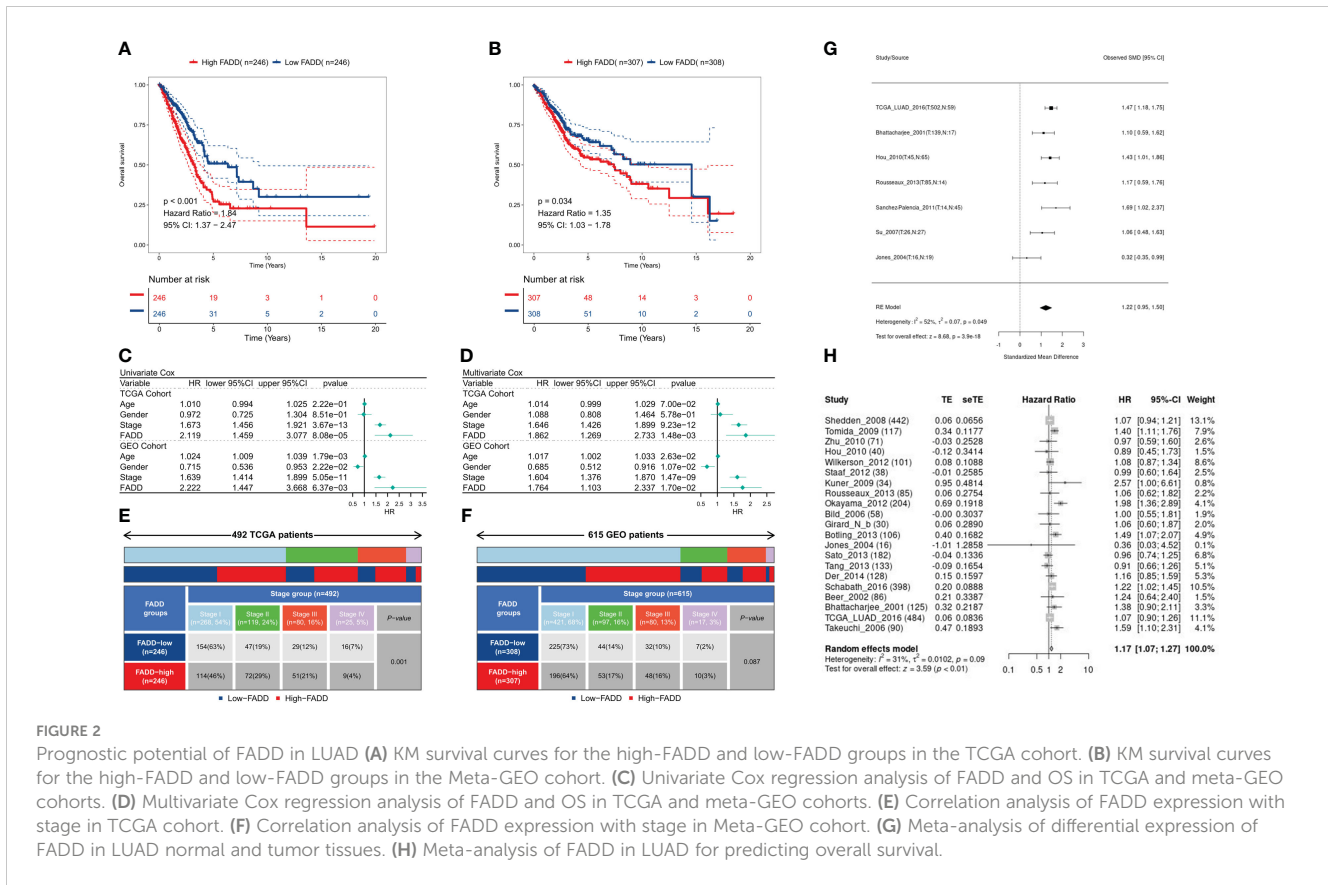 A
High FADD( n=246) Low FADD( n=246)
Overall survival
1.00
0.75
0.50
0.25
0.00
p < 0.001
Hazard Ratio = 1.84
95% CI: 1.37 − 2.47
0 5 10 15 20
Time (Years)
Number at risk
246 19 3 1 0
246 31 5 2 0
0 5 10 15 20
Time (Years)
B
High FADD( n=307) Low FADD( n=308)
Overall survival
1.00
0.75
0.50
0.25
0.00
p = 0.034
Hazard Ratio = 1.35
95% CI: 1.03 − 1.78
0 5 10 15 20
Time (Years)
Number at risk
307 48 14 3 0
308 51 10 2 0
0 5 10 15 20
Time (Years)
C
Univariate Cox
Variable HR lower 95%CI upper 95%CI pvalue
TCGA Cohort
Age 1.010 0.994 1.025 2.22e−01
Gender 0.972 0.725 1.304 8.51e−01
Stage 1.673 1.456 1.921 3.67e−13
FADD 2.119 1.459 3.077 8.08e−05
GEO Cohort
Age 1.024 1.009 1.039 1.79e−03
Gender 0.715 0.536 0.953 2.22e−02
Stage 1.639 1.414 1.899 5.05e−11
FADD 2.222 1.447 3.668 6.37e−03
0.5 1 1.5 2 2.5 3 3.5
HR
D
Multivariate Cox
Variable HR lower 95%CI upper 95%CI pvalue
TCGA Cohort
Age 1.014 0.999 1.029 7.00e−02
Gender 1.088 0.808 1.464 5.78e−01
Stage 1.646 1.426 1.899 9.23e−12
FADD 1.862 1.269 2.733 1.48e−03
GEO Cohort
Age 1.017 1.002 1.033 2.63e−02
Gender 0.685 0.512 0.916 1.07e−02
Stage 1.604 1.376 1.870 1.47e−09
FADD 1.764 1.103 2.337 1.70e−02
0.5 1 1.5 2 2.5 3
HR
E
492 TCGA patients
FADD groups
Stage group (n=492)
Stage I (n=268, 54%) Stage II (n=119, 24%) Stage III (n=80, 16%) Stage IV (n=25, 5%) P−value
FADD−low (n=246) 154(63%) 47(19%) 29(12%) 16(7%)
0.001
FADD−high (n=246) 114(46%) 72(29%) 51(21%) 9(4%)
Low−FADD High−FADD
F
615 GEO patients
FADD groups
Stage group (n=615)
Stage I (n=421, 68%) Stage II (n=97, 16%) Stage III (n=80, 13%) Stage IV (n=17, 3%) P−value
FADD−low (n=308) 225(73%) 44(14%) 32(10%) 7(2%)
0.087
FADD−high (n=307) 196(64%) 53(17%) 48(16%) 10(3%)
Low−FADD High−FADD
G
Study/Source Observed SMD [95% CI]
TCGA_LUAD_2016(T:502,N:59) 1.47 [ 1.18, 1.75]
Bhattacharjee_2001(T:139,N:17) 1.10 [ 0.59, 1.62]
Hou_2010(T:45,N:65) 1.43 [ 1.01, 1.86]
Rousseaux_2013(T:85,N:14) 1.17 [ 0.59, 1.76]
Sanchez-Palencia_2011(T:14,N:45) 1.69 [ 1.02, 2.37]
Su_2007(T:26,N:27) 1.06 [ 0.48, 1.63]
Jones_2004(T:16,N:19) 0.32 [-0.35, 0.99]
RE Model 1.22 [ 0.95, 1.50]
Heterogeneity : I² = 52%, τ² = 0.07, p = 0.049
Test for overall effect: z = 8.68, p = 3.9e-18
-1 0 1 2 3
Standardized Mean Difference
H
Study TE seTE Hazard Ratio HR 95%-CI Weight
Shedden_2008 (442) 0.06 0.0656 1.07 [0.94; 1.21] 13.1%
Tomida_2009 (117) 0.34 0.1177 1.40 [1.11; 1.76] 7.9%
Zhu_2010 (71) -0.03 0.2528 0.97 [0.59; 1.60] 2.6%
Hou_2010 (40) -0.12 0.3414 0.89 [0.45; 1.73] 1.5%
Wilkerson_2012 (101) 0.08 0.1088 1.08 [0.87; 1.34] 8.6%
Staaf_2012 (38) -0.01 0.2585 0.99 [0.60; 1.64] 2.4%
Kuner_2009 (34) 0.95 0.4814 2.57 [1.00; 6.61] 0.8%
Rousseaux_2013 (85) 0.06 0.2754 1.06 [0.62; 1.82] 2.2%
Okayama_2012 (204) 0.69 0.1918 1.98 [1.36; 2.89] 4.0%
Bild_2006 (58) -0.00 0.3037 1.00 [0.55; 1.81] 1.8%
Girard_N_b (30) 0.06 0.2890 1.06 [0.60; 1.87] 2.0%
Botling_2013 (106) 0.40 0.1682 1.49 [1.07; 2.07] 4.9%
Jones_2004 (16) -1.01 1.2858 0.36 [0.03; 4.52] 0.1%
Sato_2013 (182) -0.04 0.1336 0.96 [0.74; 1.25] 6.7%
Tang_2013 (133) -0.09 0.1654 0.91 [0.66; 1.26] 5.0%
Der_2014 (128) 0.15 0.1597 1.16 [0.85; 1.59] 5.3%
Schabath_2016 (398) 0.20 0.0888 1.22 [1.02; 1.45] 10.5%
Beer_2002 (86) 0.21 0.3387 1.24 [0.64; 2.40] 1.5%
Bhattacharjee_2001 (125) 0.32 0.2187 1.38 [0.90; 2.11] 3.3%
TCGA_LUAD_2016 (484) 0.06 0.0836 1.07 [0.90; 1.26] 11.1%
Takeuchi_2006 (90) 0.47 0.1893 1.59 [1.10; 2.31] 4.1%
Random effects model 1.17 [1.07; 1.27] 100.0%
Heterogeneity: I² = 31%, τ² = 0.0102, p = 0.09
Test for overall effect: z = 3.59 (p < 0.01)
0.1 0.5 1 2 10
FIGURE 2
Prognostic potential of FADD in LUAD (A) KM survival curves for the high-FADD and low-FADD groups in the TCGA cohort. (B) KM survival curves
for the high-FADD and low-FADD groups in the Meta-GEO cohort. (C) Univariate Cox regression analysis of FADD and OS in TCGA and meta-GEO
cohorts. (D) Multivariate Cox regression analysis of FADD and OS in TCGA and meta-GEO cohorts. (E) Correlation analysis of FADD expression with
stage in TCGA cohort. (F) Correlation analysis of FADD expression with stage in Meta-GEO cohort. (G) Meta-analysis of differential expression of
FADD in LUAD normal and tumor tissues. (H) Meta-analysis of FADD in LUAD for predicting overall survival.